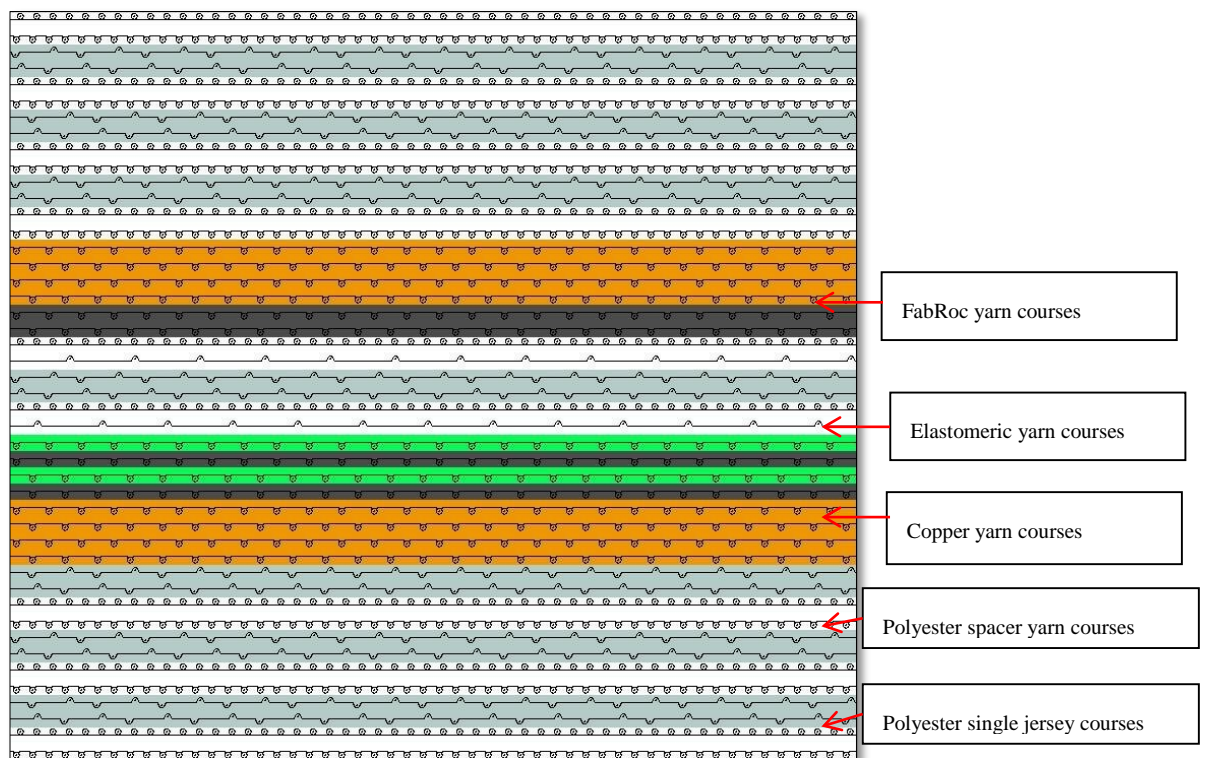 FabRoc yarn courses
Elastomeric yarn courses
Copper yarn courses
Polyester spacer yarn courses
Polyester single jersey courses